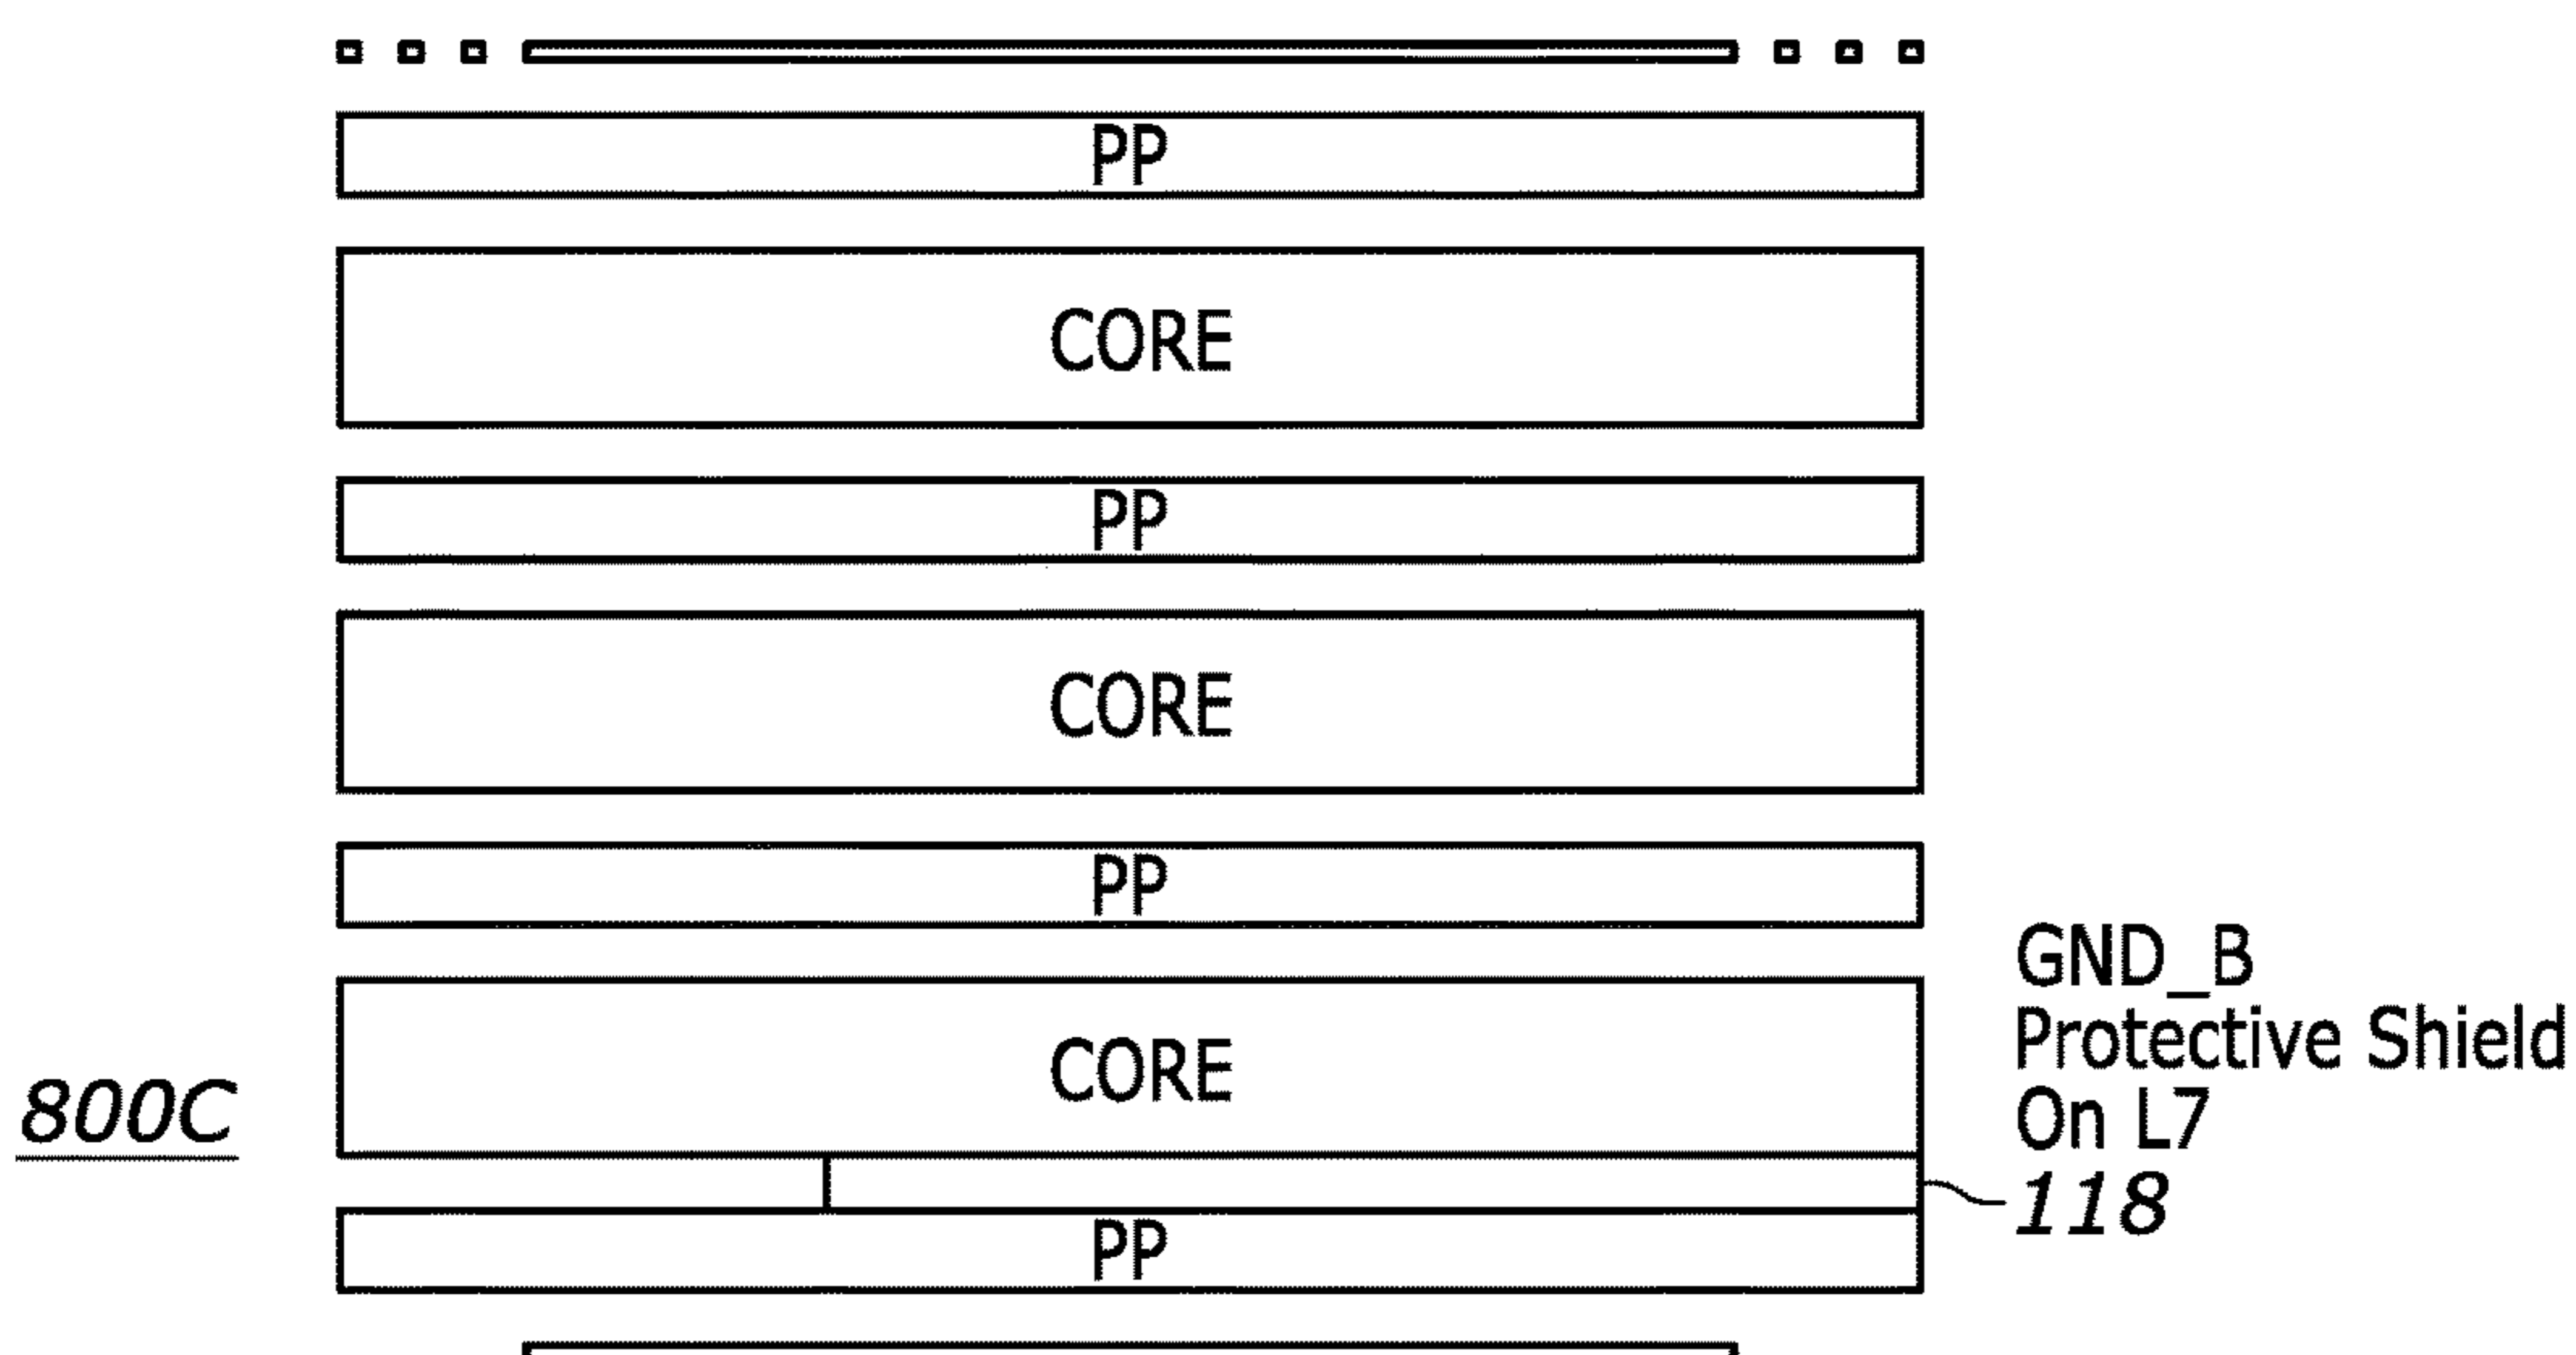 PP
CORE
PP
CORE
PP
GND_B
Protective Shield
On L7
118
CORE
800C
PP